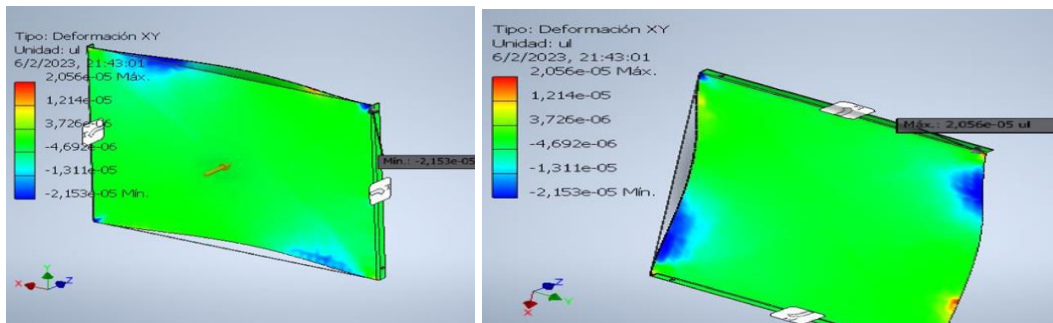 Tipo: Deformación XY
Unidad: ul
6/2/2023, 21:43:01
2,056e-05 Máx.
1,214e-05
3,726e-06
-4,692e-06
-1,311e-05
-2,153e-05 Mín.
Mín.: -2,153e-05
X
Y
Z
Tipo: Deformación XY
Unidad: ul
6/2/2023, 21:43:01
2,056e-05 Máx.
1,214e-05
3,726e-06
-4,692e-06
-1,311e-05
-2,153e-05 Mín.
Máx.: 2,056e-05 ul
Z
Y
X